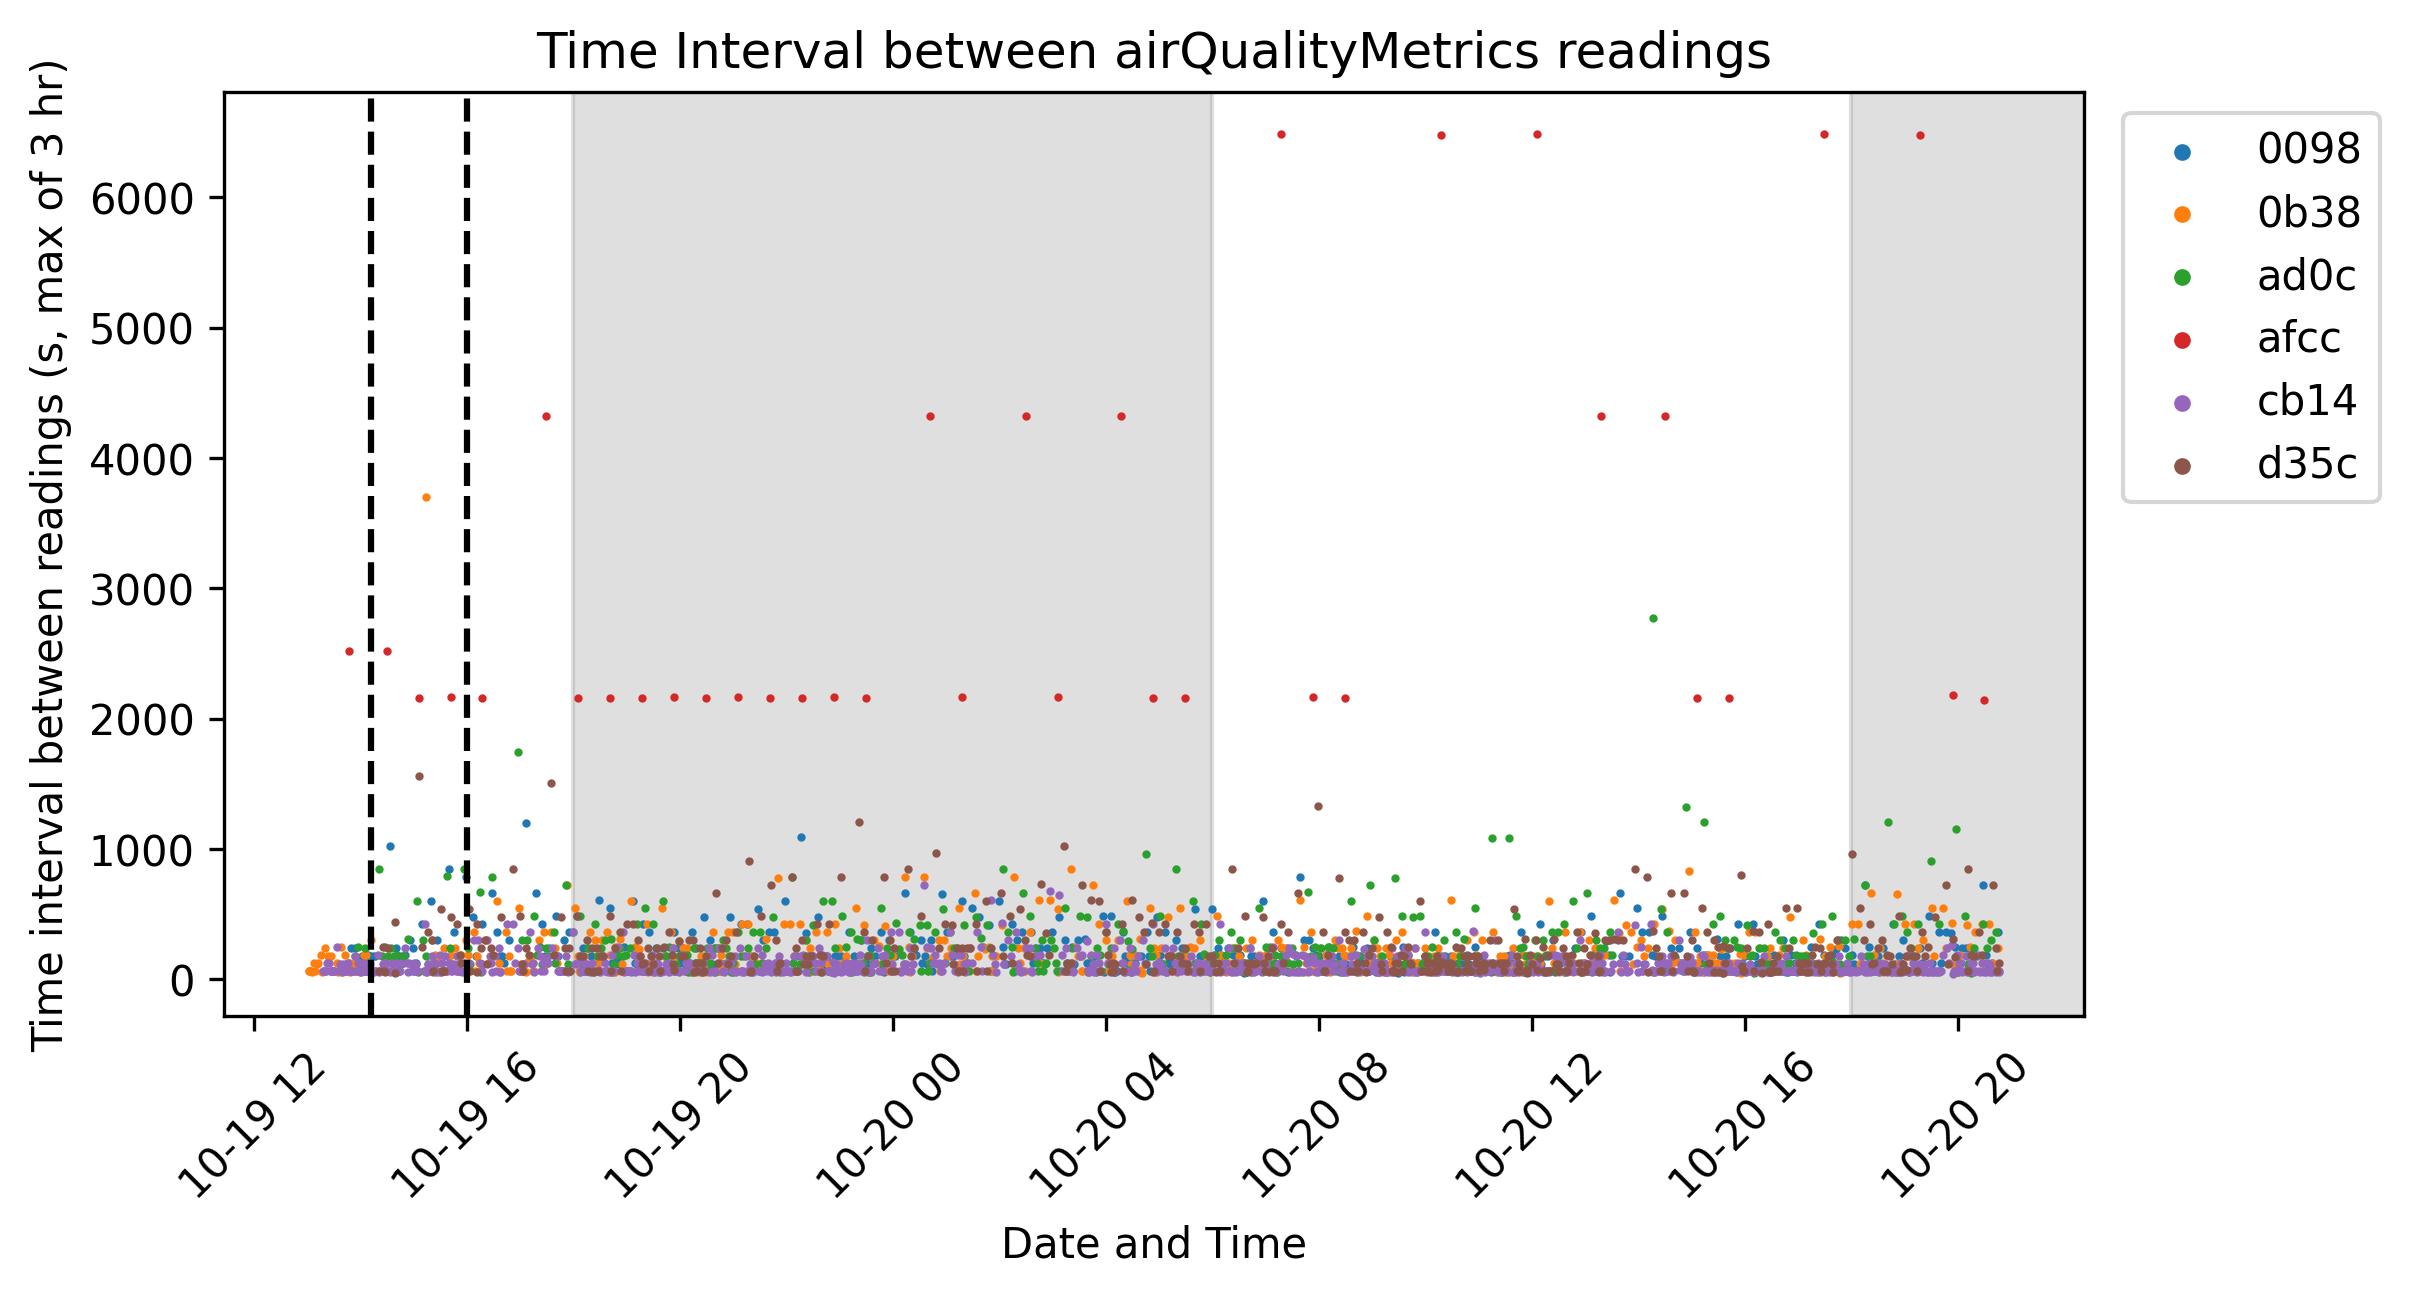 Time Interval between airQualityMetrics readings
Time interval between readings (s, max of 3 hr)
6000
5000
4000
3000
2000
1000
0
10-19 12
10-19 16
10-19 20
10-20 00
10-20 04
10-20 08
10-20 12
10-20 16
10-20 20
Date and Time
0098
0b38
ad0c
afcc
cb14
d35c